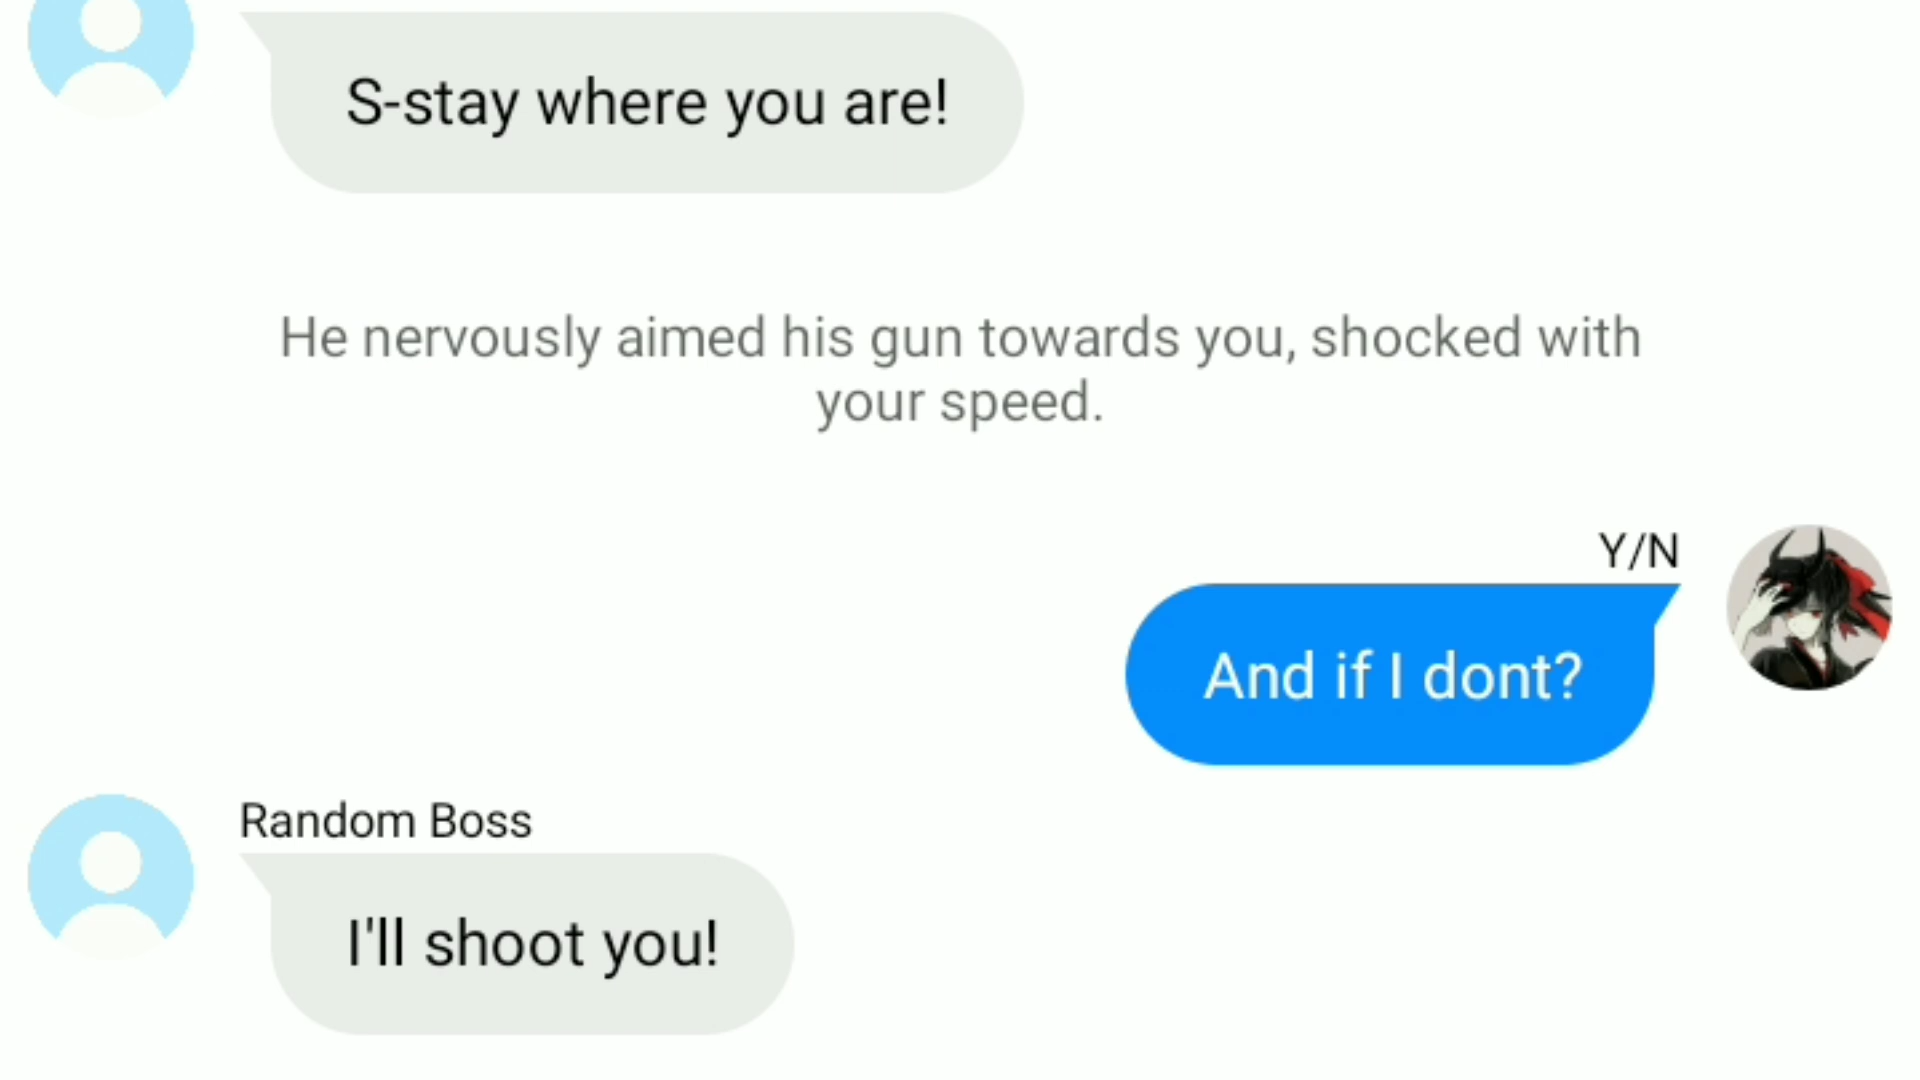 S-stay where you are!
He nervously aimed his gun towards you, shocked with
your speed.
Y/N
And if I dont?
Random Boss
I'll shoot you!